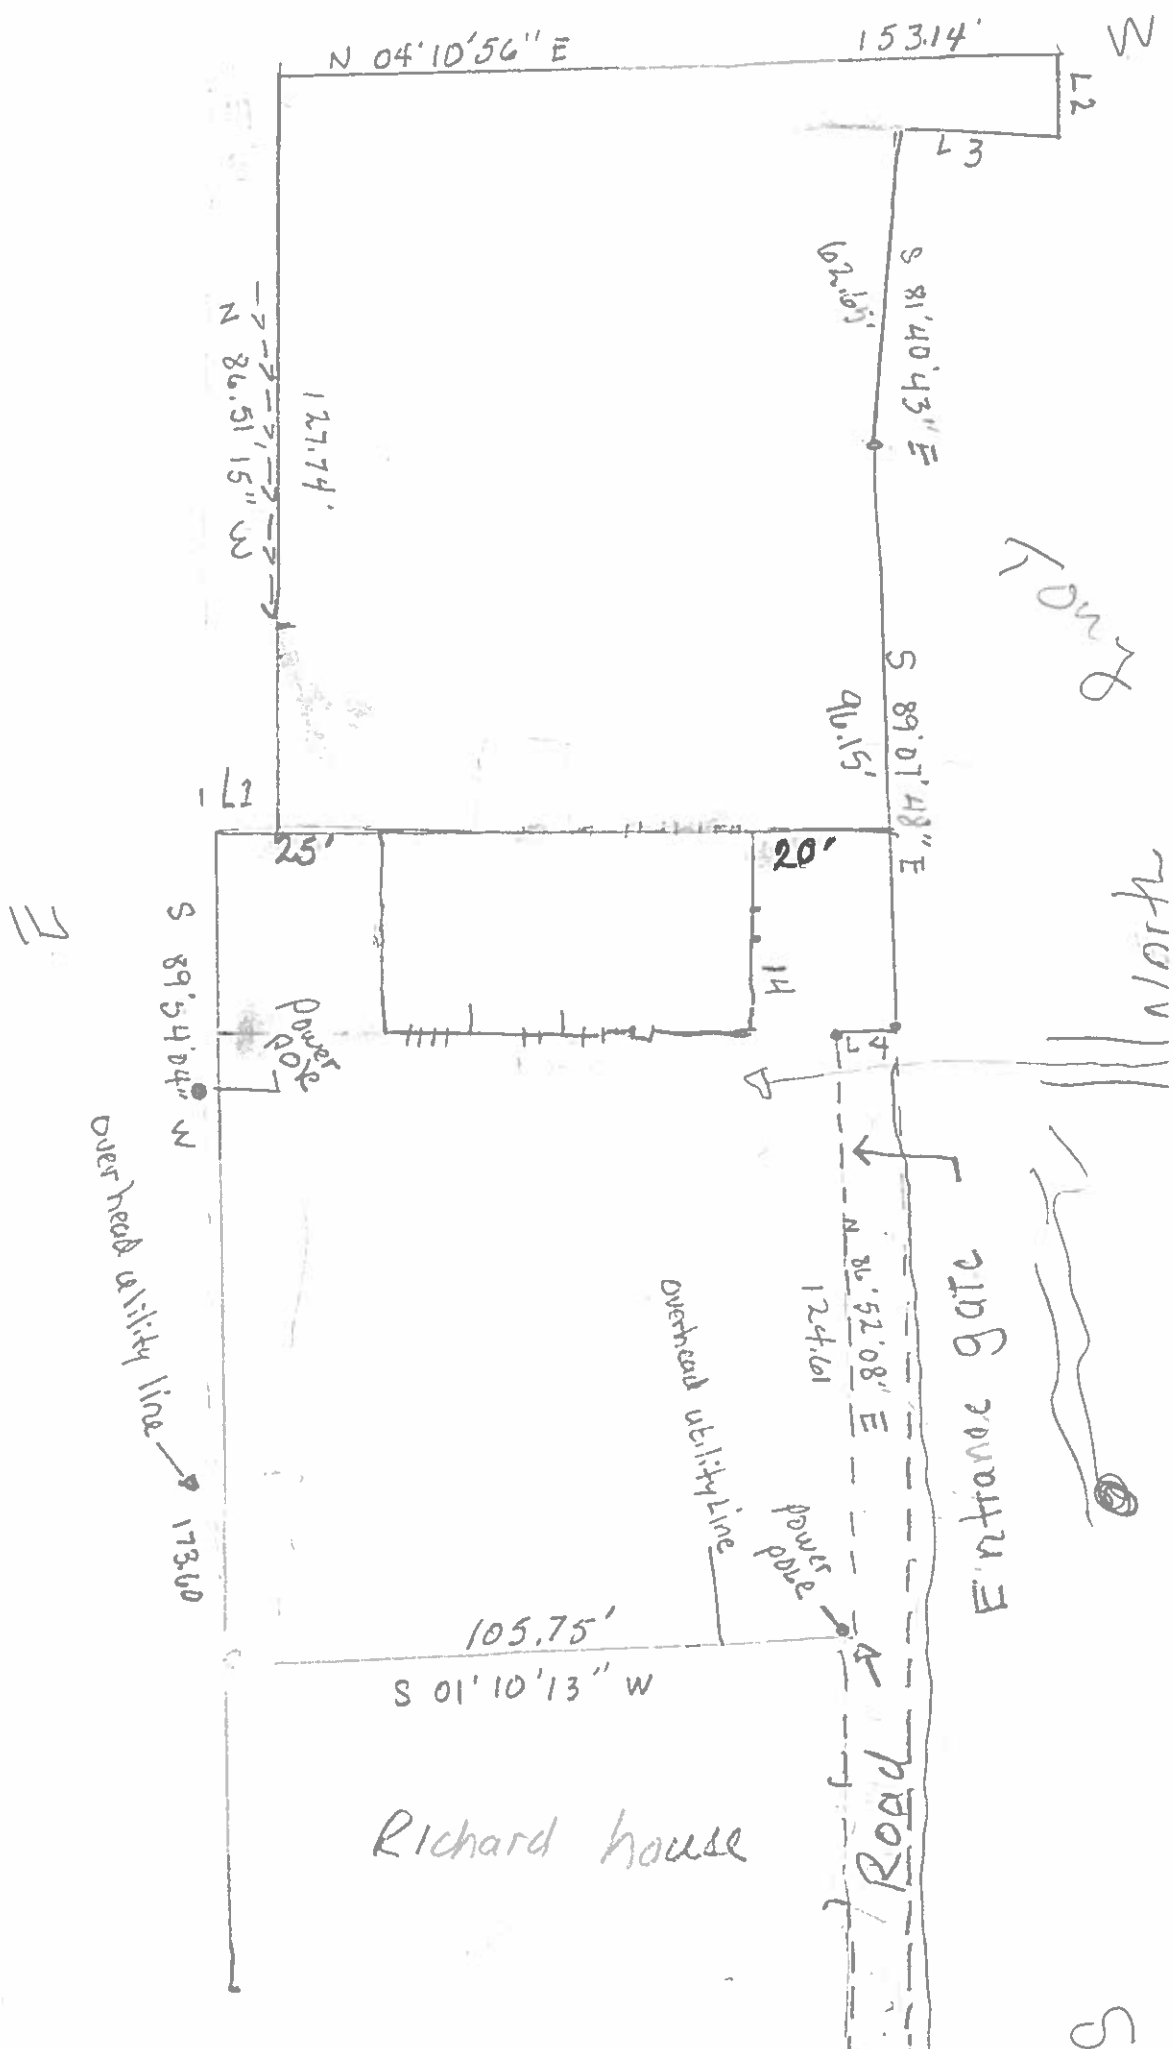 N 04'10'56" E
153.14'
W
L2
L3
S 81'40'43" E
62.65'
N 86.51'15" W
127.74'
S 89'07'48" E
96.15'
L1
25'
20'
14
E
S 89'54'04" W
power
pole
North
L4
overhead utility line
173.60
N 86'52'08" E
124.61
Entrance gate
overhead utility Line
power
pole
105.75'
S 01'10'13" W
Road
Richard house
S